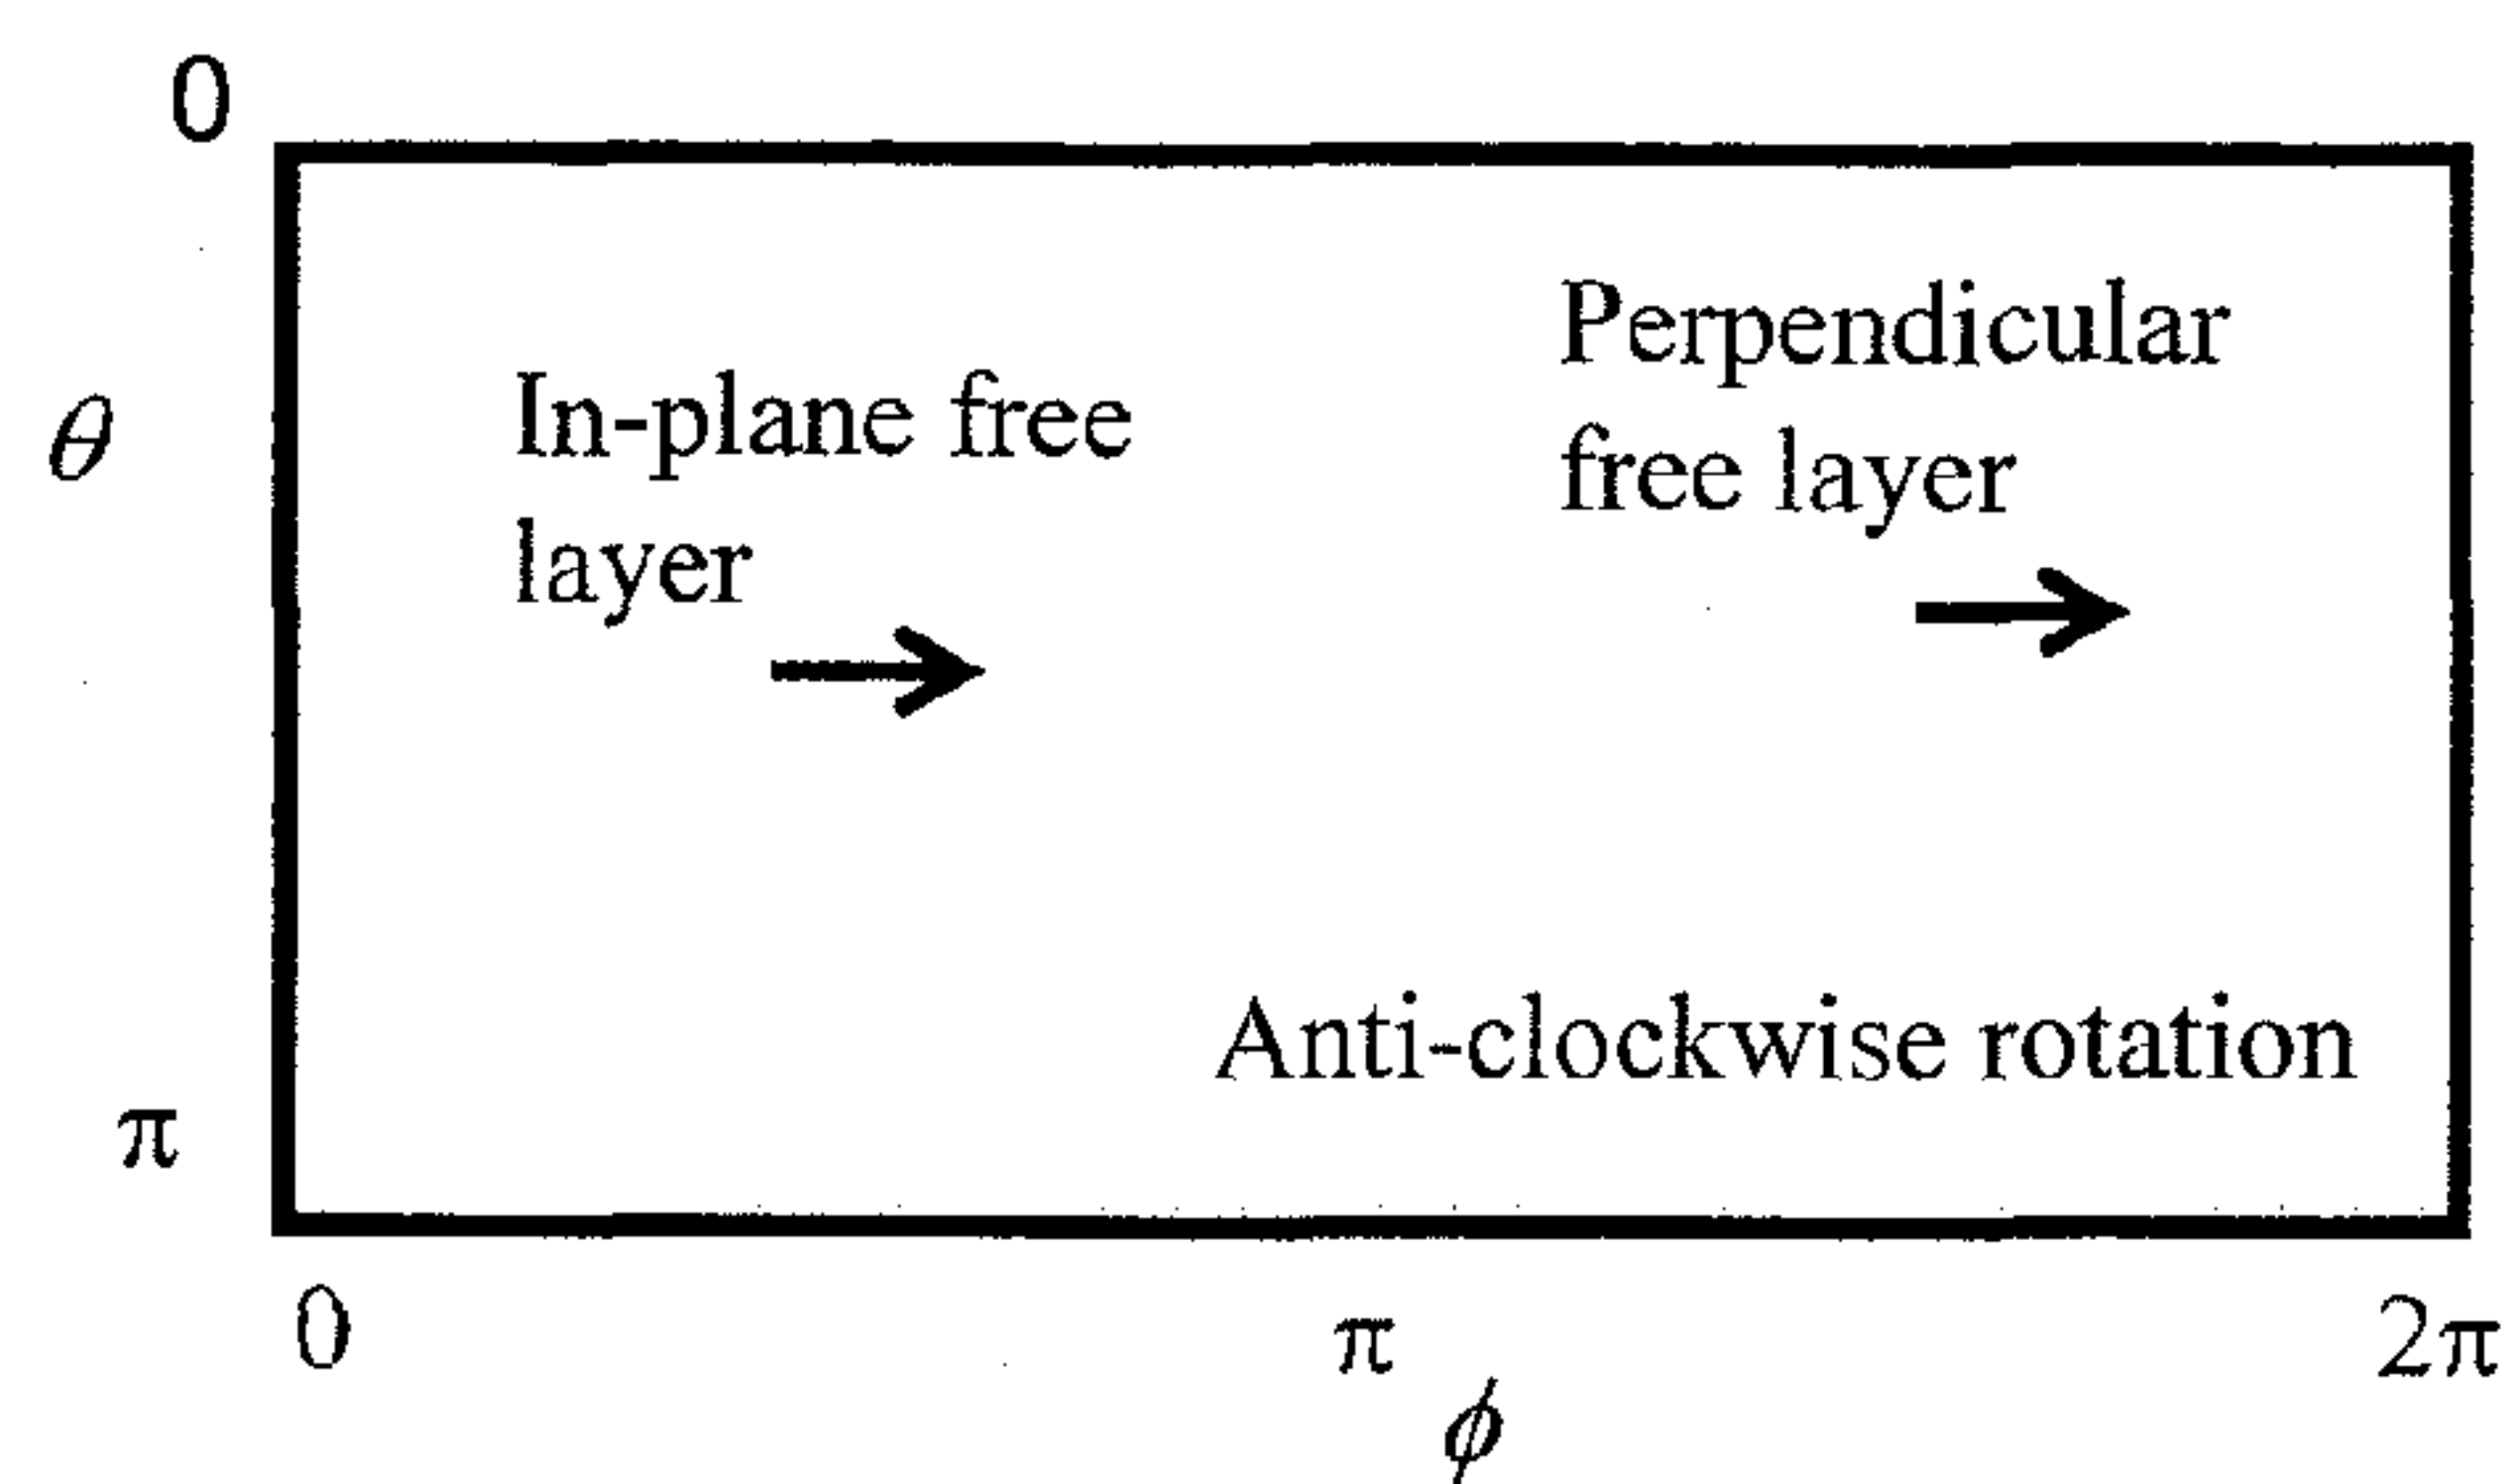 0
Perpendicular
free layer
In-plane free
layer
θ
Anti-clockwise rotation
π
0
π
2π
ϕ